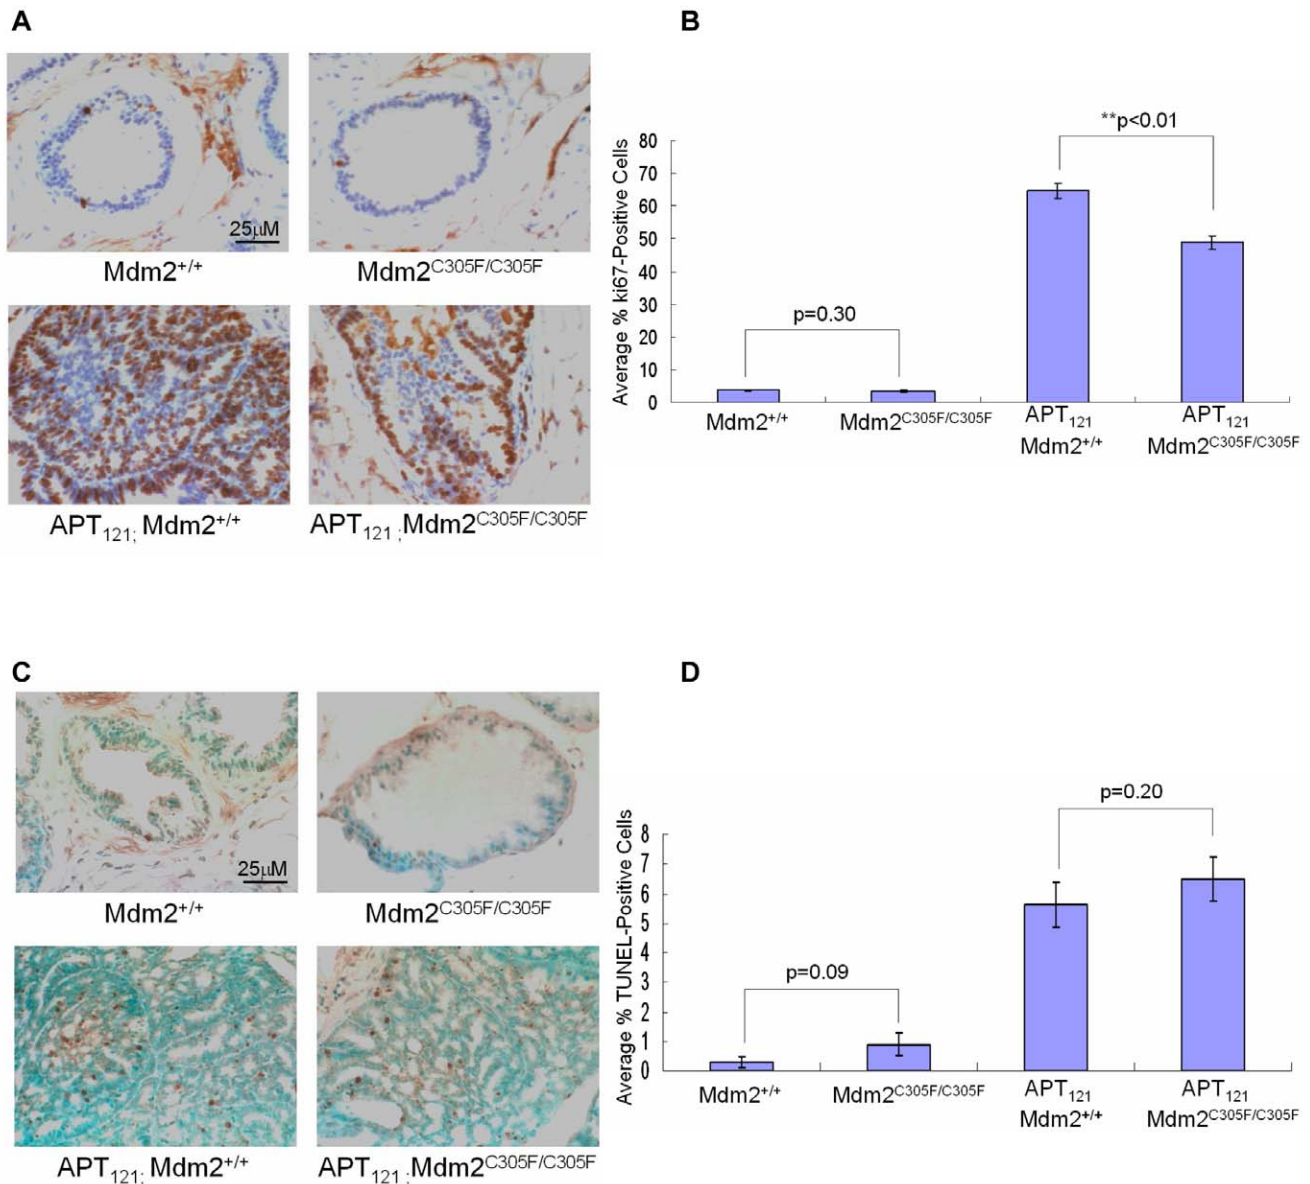 A
25µM
Mdm2+/+
Mdm2C305F/C305F
APT121; Mdm2+/+
APT121 ;Mdm2C305F/C305F
B
Average % ki67-Positive Cells
80
70
60
50
40
30
20
10
0
p=0.30
**p<0.01
Mdm2+/+
Mdm2C305F/C305F
APT121
Mdm2+/+
APT121
Mdm2C305F/C305F
C
25µM
Mdm2+/+
Mdm2C305F/C305F
APT121; Mdm2+/+
APT121 ;Mdm2C305F/C305F
D
Average % TUNEL-Positive Cells
8
7
6
5
4
3
2
1
0
p=0.09
p=0.20
Mdm2+/+
Mdm2C305F/C305F
APT121
Mdm2+/+
APT121
Mdm2C305F/C305F